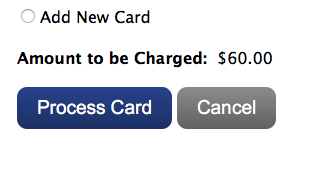 Add New Card
Amount to be Charged: $60.00
Process Card Cancel